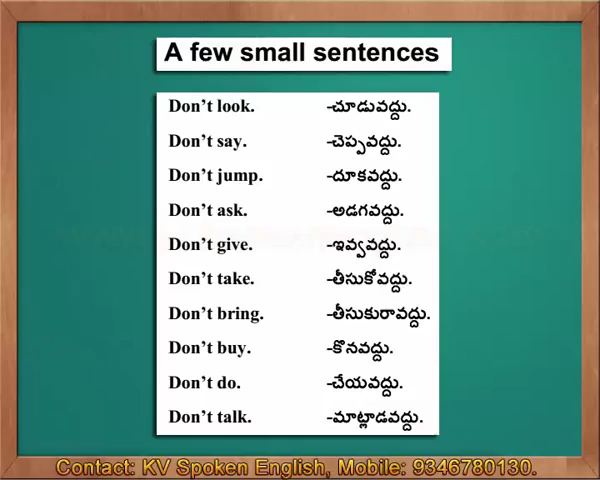 A few small sentences
Don't look. -చూడువద్దు.
Don't say. -చెప్పవద్దు.
Don't jump. -దూకవద్దు.
Don't ask. -అడగవద్దు.
Don't give. -ఇవ్వవద్దు.
Don't take. -తీసుకోవద్దు.
Don't bring. -తీసుకురావద్దు.
Don't buy. -కొనవద్దు.
Don't do. -చేయవద్దు.
Don't talk. -మాట్లాడవద్దు.
Contact: KV Spoken English, Mobile: 9346780130.